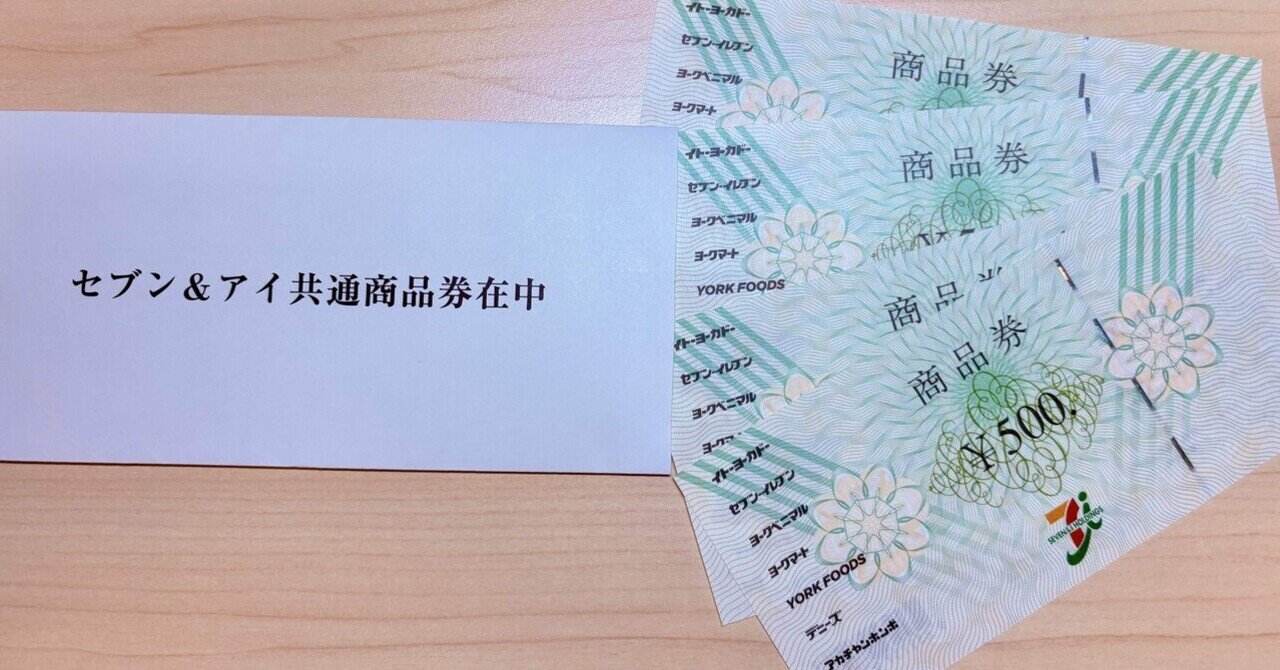 セブン＆アイ共通商品券在中
イトーヨーカドー
セブン-イレブン
ヨークベニマル
ヨークマート
商品券
イトーヨーカドー
セブン-イレブン
ヨークベニマル
ヨークマート
YORK FOODS
商品券
イトーヨーカドー
セブン-イレブン
ヨークベニマル
商品券
イトーヨーカドー
セブン-イレブン
ヨークベニマル
ヨークマート
YORK FOODS
デニーズ
アカチャンホンポ
商品券
￥500.
SEVEN&i HOLDINGS